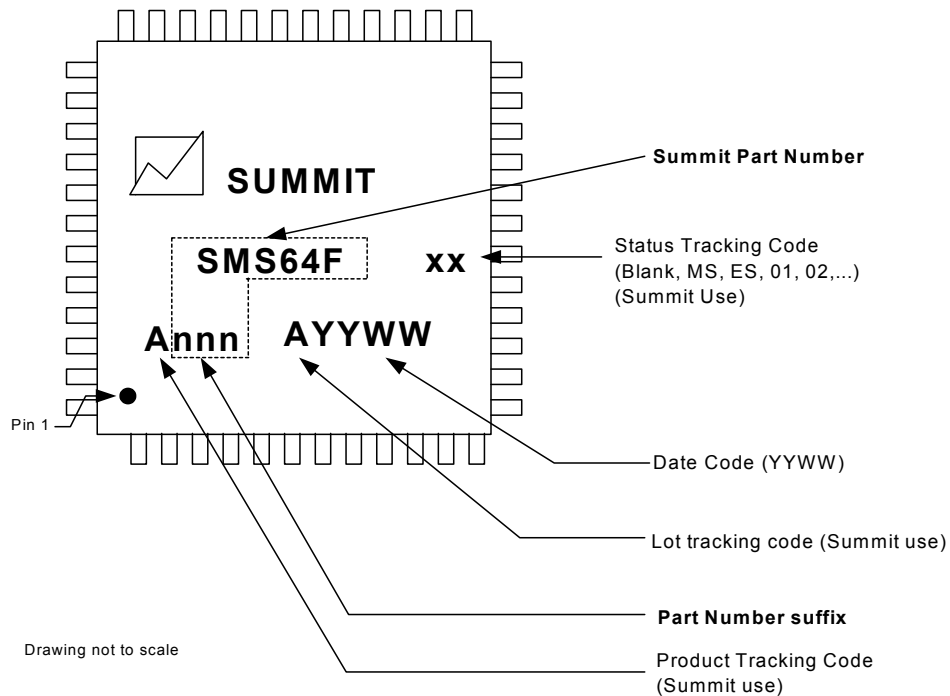 Summit Part Number
SUMMIT
SMS64F
xx
Status Tracking Code
(Blank, MS, ES, 01, 02,...)
(Summit Use)
Annn
AYYWW
Pin 1
Date Code (YYWW)
Lot tracking code (Summit use)
Part Number suffix
Drawing not to scale
Product Tracking Code
(Summit use)